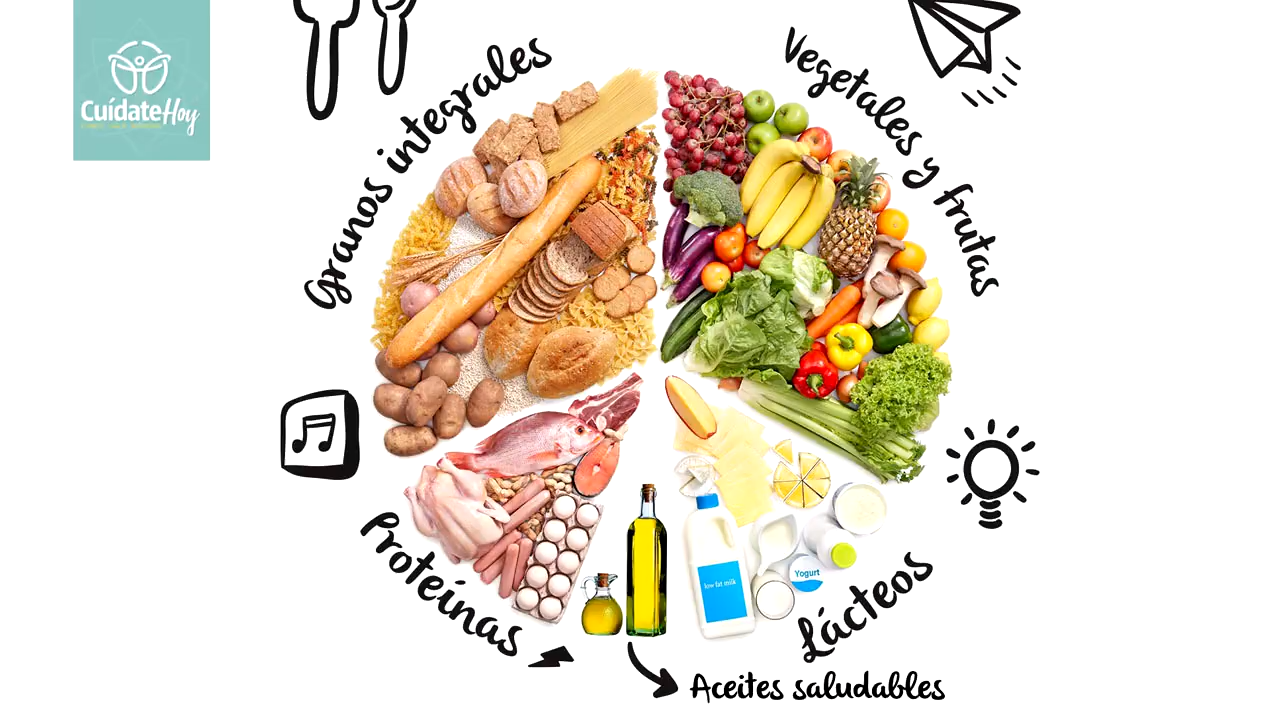 CuídateHoy
Granos integrales
Vegetales y frutas
Proteínas
Lácteos
Aceites saludables
low fat milk
Yogurt